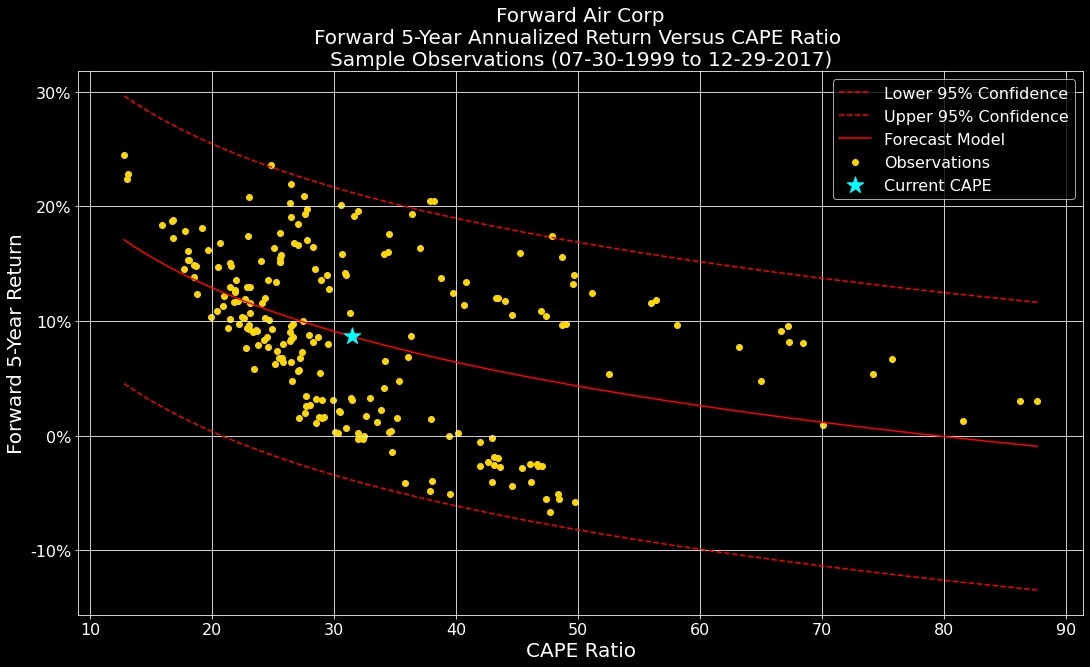 Forward Air Corp
Forward 5-Year Annualized Return Versus CAPE Ratio
Sample Observations (07-30-1999 to 12-29-2017)
Lower 95% Confidence
Upper 95% Confidence
Forecast Model
Observations
Current CAPE
30%
20%
10%
0%
-10%
Forward 5-Year Return
10 20 30 40 50 60 70 80 90
CAPE Ratio